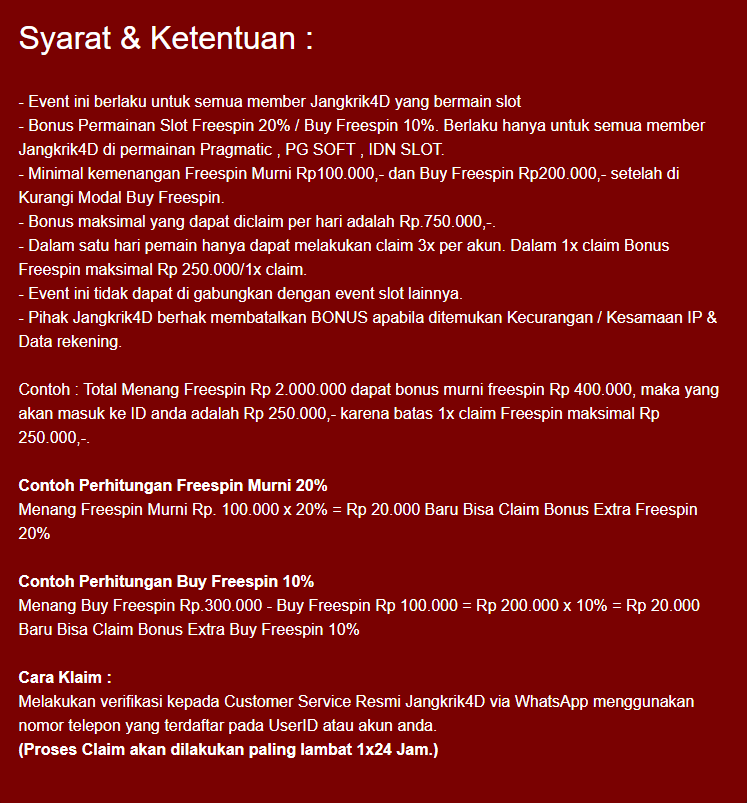 Syarat & Ketentuan :
- Event ini berlaku untuk semua member Jangkrik4D yang bermain slot
- Bonus Permainan Slot Freespin 20% / Buy Freespin 10%. Berlaku hanya untuk semua member
Jangkrik4D di permainan Pragmatic , PG SOFT , IDN SLOT.
- Minimal kemenangan Freespin Murni Rp100.000,- dan Buy Freespin Rp200.000,- setelah di
Kurangi Modal Buy Freespin.
- Bonus maksimal yang dapat diclaim per hari adalah Rp.750.000,-.
- Dalam satu hari pemain hanya dapat melakukan claim 3x per akun. Dalam 1x claim Bonus
Freespin maksimal Rp 250.000/1x claim.
- Event ini tidak dapat di gabungkan dengan event slot lainnya.
- Pihak Jangkrik4D berhak membatalkan BONUS apabila ditemukan Kecurangan / Kesamaan IP &
Data rekening.
Contoh : Total Menang Freespin Rp 2.000.000 dapat bonus murni freespin Rp 400.000, maka yang
akan masuk ke ID anda adalah Rp 250.000,- karena batas 1x claim Freespin maksimal Rp
250.000,-.
Contoh Perhitungan Freespin Murni 20%
Menang Freespin Murni Rp. 100.000 x 20% = Rp 20.000 Baru Bisa Claim Bonus Extra Freespin
20%
Contoh Perhitungan Buy Freespin 10%
Menang Buy Freespin Rp.300.000 - Buy Freespin Rp 100.000 = Rp 200.000 x 10% = Rp 20.000
Baru Bisa Claim Bonus Extra Buy Freespin 10%
Cara Klaim :
Melakukan verifikasi kepada Customer Service Resmi Jangkrik4D via WhatsApp menggunakan
nomor telepon yang terdaftar pada UserID atau akun anda.
(Proses Claim akan dilakukan paling lambat 1x24 Jam.)